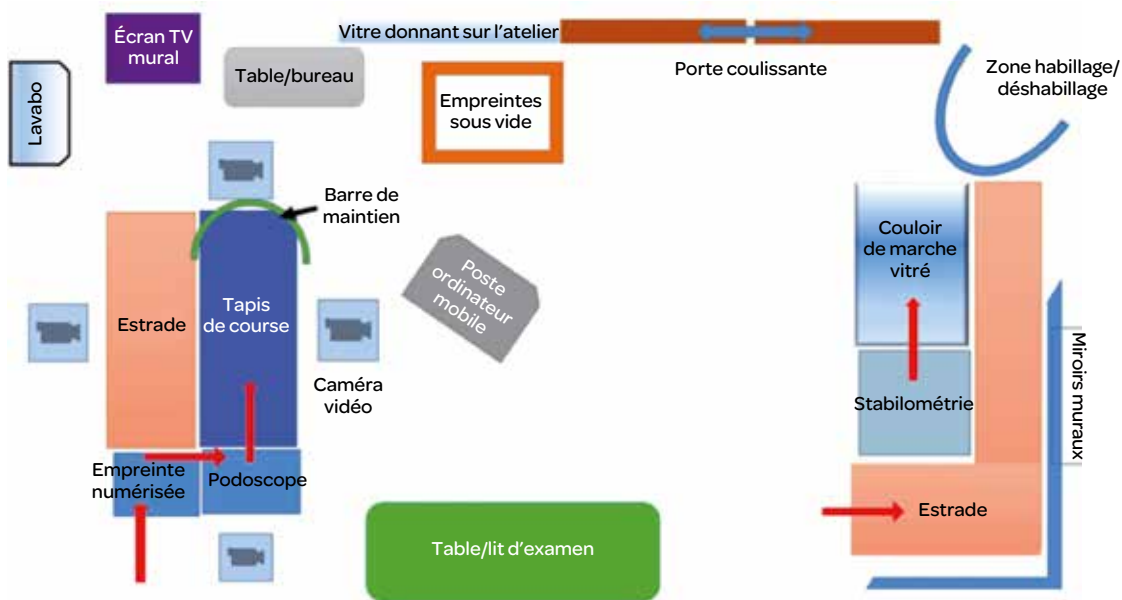 Écran TV
mural
Vitre donnant sur l'atelier
Table/bureau
Porte coulissante
Zone habillage/
déshabillage
Lavabo
Empreintes
sous vide
Barre de
maintien
Poste
ordinateur
mobile
Couloir
de marche
vitré
Estrade
Tapis
de course
Caméra
vidéo
Miroirs muraux
Stabilométrie
Empreinte
numérisée
Podoscope
Estrade
Table/lit d'examen